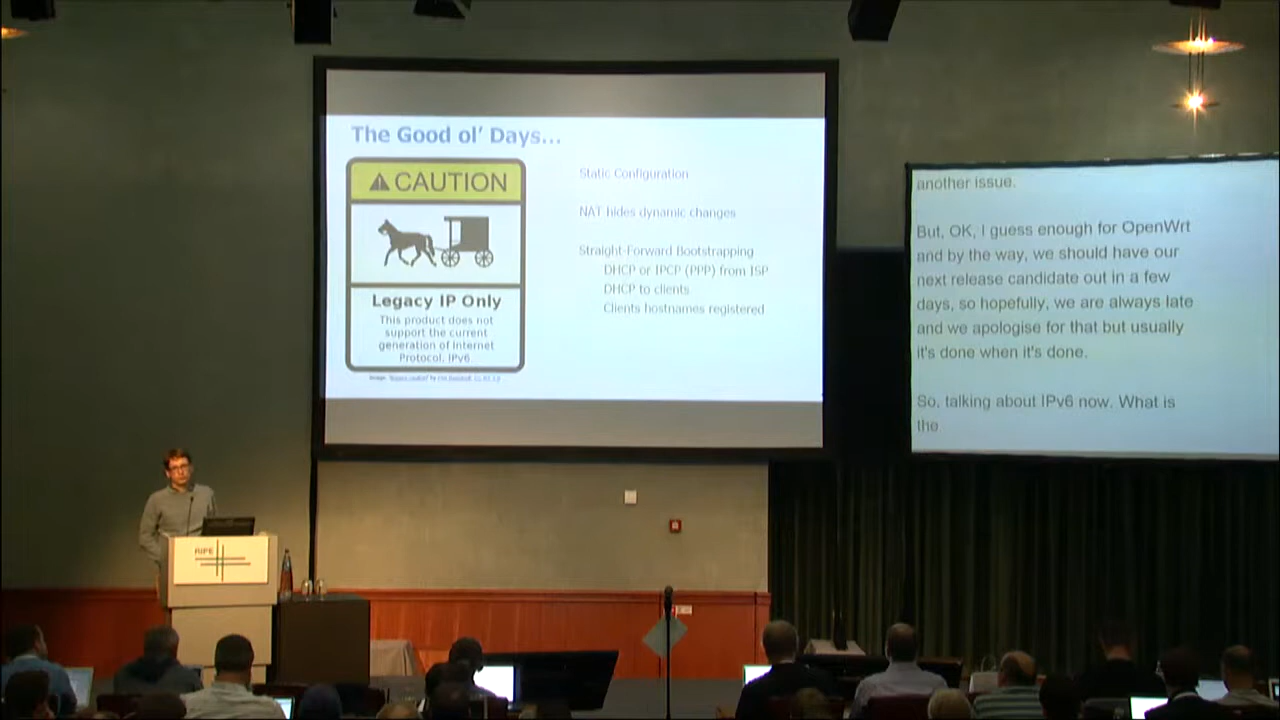 The Good ol' Days...
CAUTION
Legacy IP Only
This product does not
support the current
generation of Internet
Protocol, IPv6.
Static Configuration
NAT hides dynamic changes
Straight-Forward Bootstrapping
DHCP or IPCP (PPP) from ISP
DHCP to clients
Clients hostnames registered
another issue.
But, OK, I guess enough for OpenWrt
and by the way, we should have our
next release candidate out in a few
days, so hopefully, we are always late
and we apologise for that but usually
it's done when it's done.
So, talking about IPv6 now. What is
the
RIPE